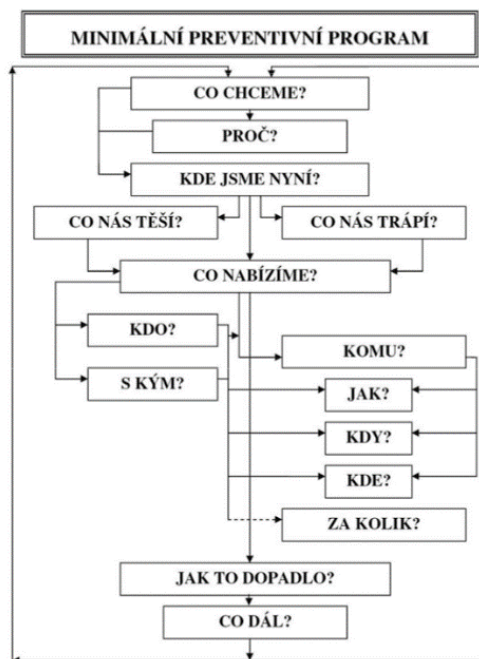 MINIMÁLNÍ PREVENTIVNÍ PROGRAM
CO CHCEME?
PROČ?
KDE JSME NYNÍ?
CO NÁS TĚŠÍ?
CO NÁS TRÁPÍ?
CO NABÍZÍME?
KDO?
KOMU?
S KÝM?
JAK?
KDY?
KDE?
ZA KOLIK?
JAK TO DOPADLO?
CO DÁL?